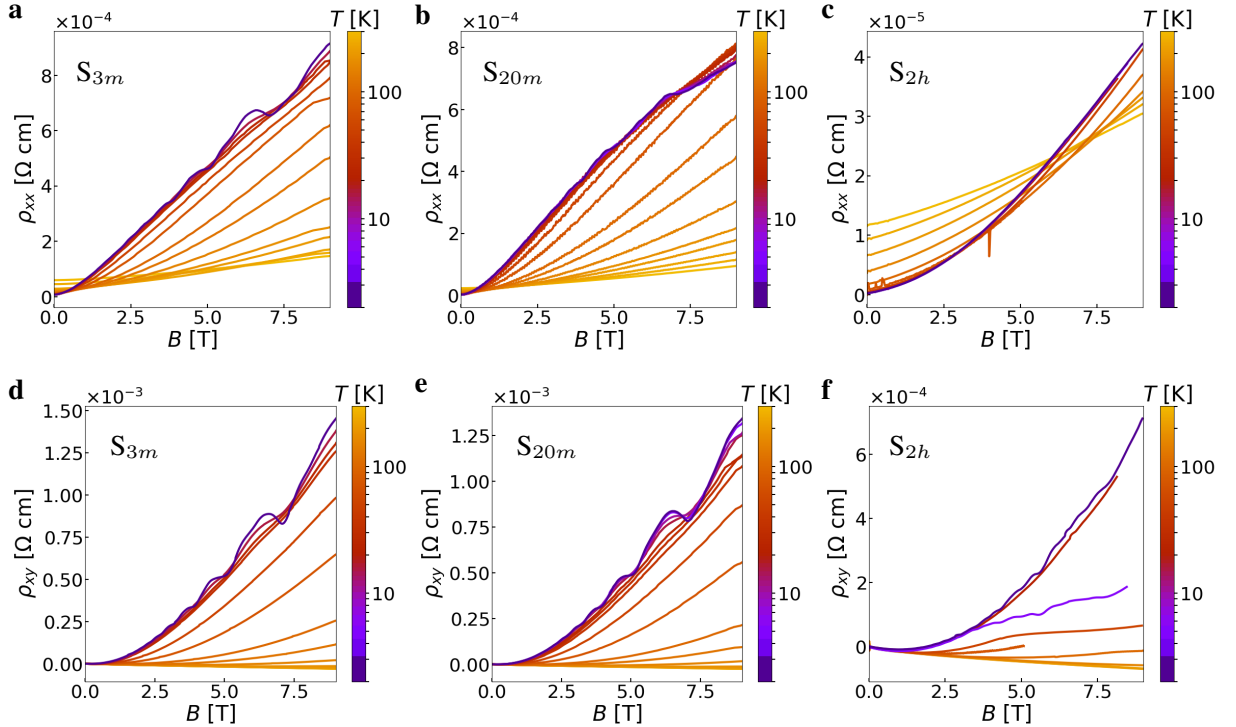 a
×10⁻⁴
T [K]
S₃ₘ
ρₓₓ [Ω cm]
8
6
4
2
0
0.0
2.5
5.0
7.5
B [T]
100
10
b
×10⁻⁴
T [K]
S₂₀ₘ
ρₓₓ [Ω cm]
8
6
4
2
0
0.0
2.5
5.0
7.5
B [T]
100
10
c
×10⁻⁵
T [K]
S₂ₕ
ρₓₓ [Ω cm]
4
3
2
1
0
0.0
2.5
5.0
7.5
B [T]
100
10
d
×10⁻³
T [K]
S₃ₘ
ρxy [Ω cm]
1.50
1.25
1.00
0.75
0.50
0.25
0.00
0.0
2.5
5.0
7.5
B [T]
100
10
e
×10⁻³
T [K]
S₂₀ₘ
ρxy [Ω cm]
1.25
1.00
0.75
0.50
0.25
0.00
0.0
2.5
5.0
7.5
B [T]
100
10
f
×10⁻⁴
T [K]
S₂ₕ
ρxy [Ω cm]
6
4
2
0
0.0
2.5
5.0
7.5
B [T]
100
10